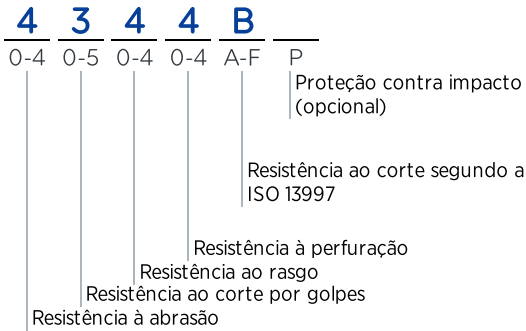 4 3 4 4 B
0-4 0-5 0-4 0-4 A-F P
Proteção contra impacto
(opcional)
Resistência ao corte segundo a
ISO 13997
Resistência à perfuração
Resistência ao rasgo
Resistência ao corte por golpes
Resistência à abrasão